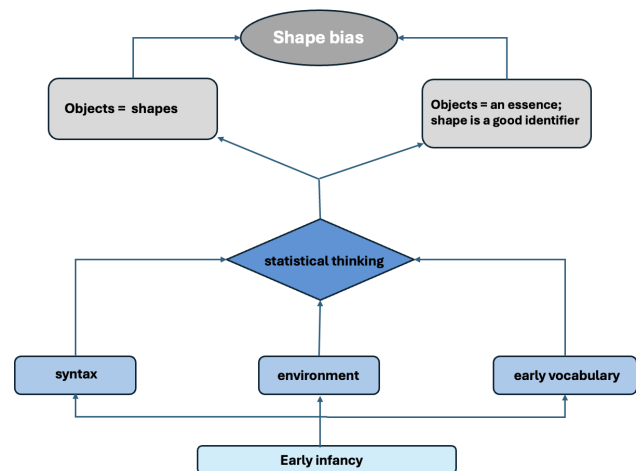 Shape bias
Objects = shapes
Objects = an essence;
shape is a good identifier
statistical thinking
syntax
environment
early vocabulary
Early infancy